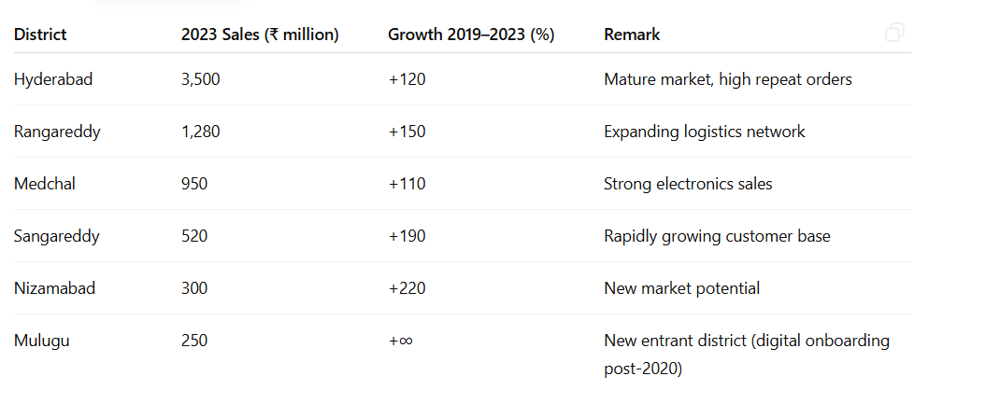 District 2023 Sales (₹ million) Growth 2019–2023 (%) Remark
Hyderabad 3,500 +120 Mature market, high repeat orders
Rangareddy 1,280 +150 Expanding logistics network
Medchal 950 +110 Strong electronics sales
Sangareddy 520 +190 Rapidly growing customer base
Nizamabad 300 +220 New market potential
Mulugu 250 +∞ New entrant district (digital onboarding
post-2020)